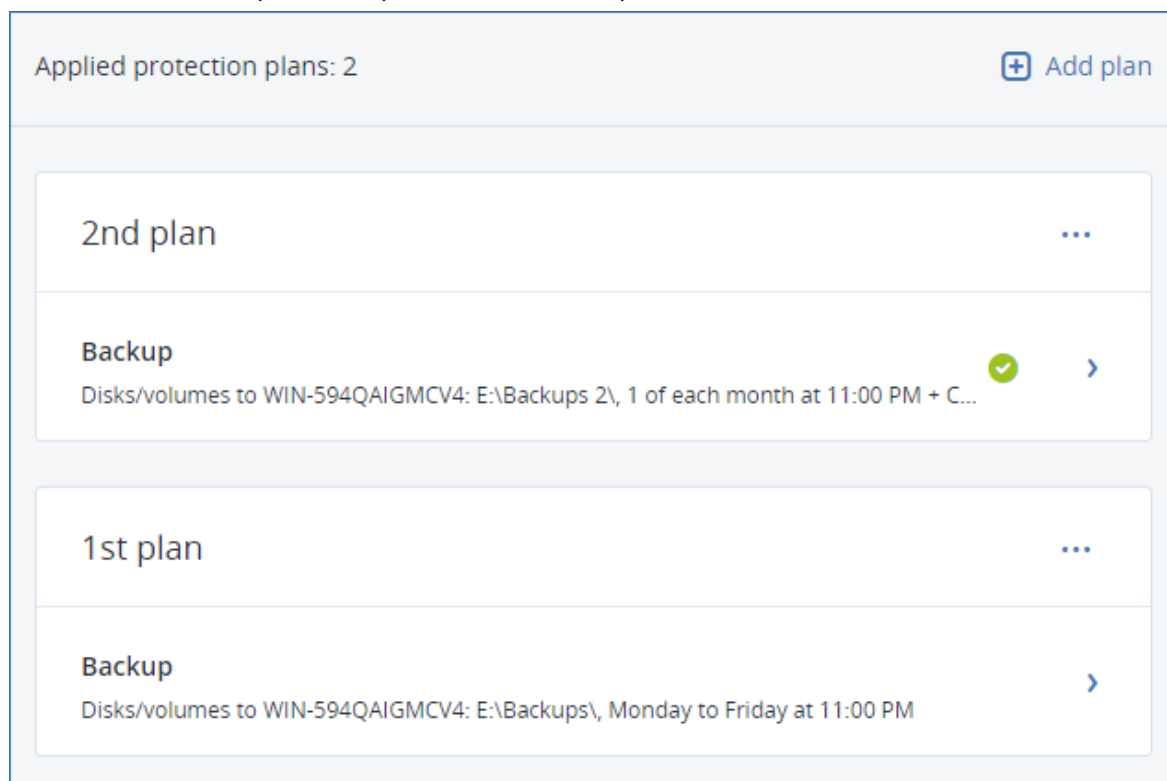 Applied protection plans: 2
Add plan
2nd plan
Backup
Disks/volumes to WIN-594QAIGMCV4: E:\Backups 2\, 1 of each month at 11:00 PM + C...
1st plan
Backup
Disks/volumes to WIN-594QAIGMCV4: E:\Backups\, Monday to Friday at 11:00 PM